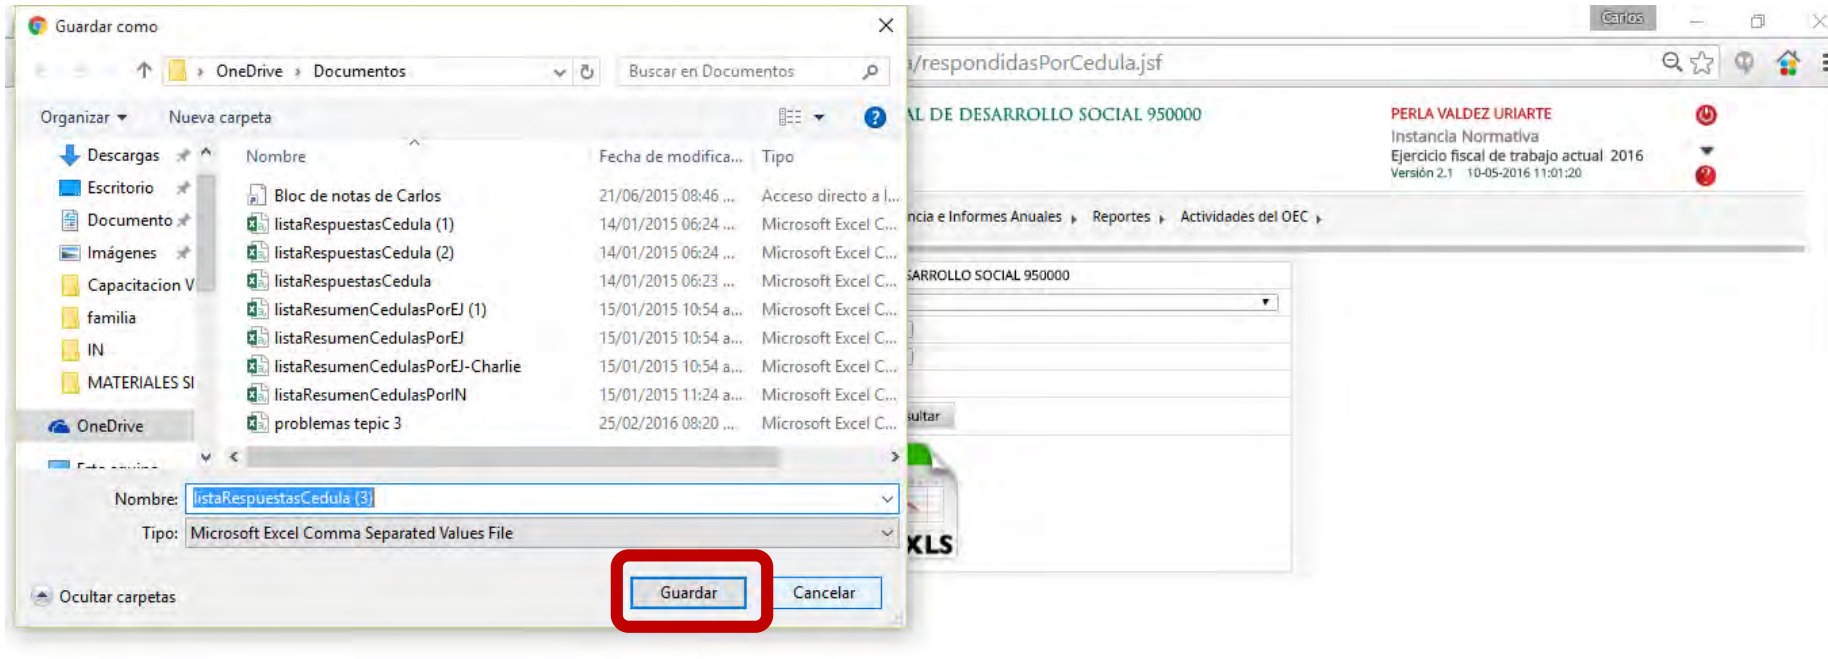 Guardar como
OneDrive › Documentos
Buscar en Documentos
Organizar
Nueva carpeta
Descargas
Escritorio
Documento
Imágenes
Capacitacion V
familia
IN
MATERIALES SI
OneDrive
Nombre
Fecha de modifica...
Tipo
Bloc de notas de Carlos
21/06/2015 08:46 ...
Acceso directo a l...
listaRespuestasCedula (1)
14/01/2015 06:24 ...
Microsoft Excel C...
listaRespuestasCedula (2)
14/01/2015 06:24 ...
Microsoft Excel C...
listaRespuestasCedula
14/01/2015 06:23 ...
Microsoft Excel C...
listaResumenCedulasPorEJ (1)
15/01/2015 10:54 a...
Microsoft Excel C...
listaResumenCedulasPorEJ
15/01/2015 10:54 a...
Microsoft Excel C...
listaResumenCedulasPorEJ-Charlie
15/01/2015 10:54 a...
Microsoft Excel C...
listaResumenCedulasPorIN
15/01/2015 11:24 a...
Microsoft Excel C...
problemas tepic 3
25/02/2016 08:20 ...
Microsoft Excel C...
Nombre: listaRespuestasCedula (3)
Tipo: Microsoft Excel Comma Separated Values File
Ocultar carpetas
Guardar
Cancelar
Carlos
/respondidasPorCedula.jsf
AL DE DESARROLLO SOCIAL 950000
PERLA VALDEZ URIARTE
Instancia Normativa
Ejercicio fiscal de trabajo actual 2016
Versión 2.1 10-05-2016 11:01:20
ncia e Informes Anuales
Reportes
Actividades del OEC
SARROLLO SOCIAL 950000
sultar
XLS